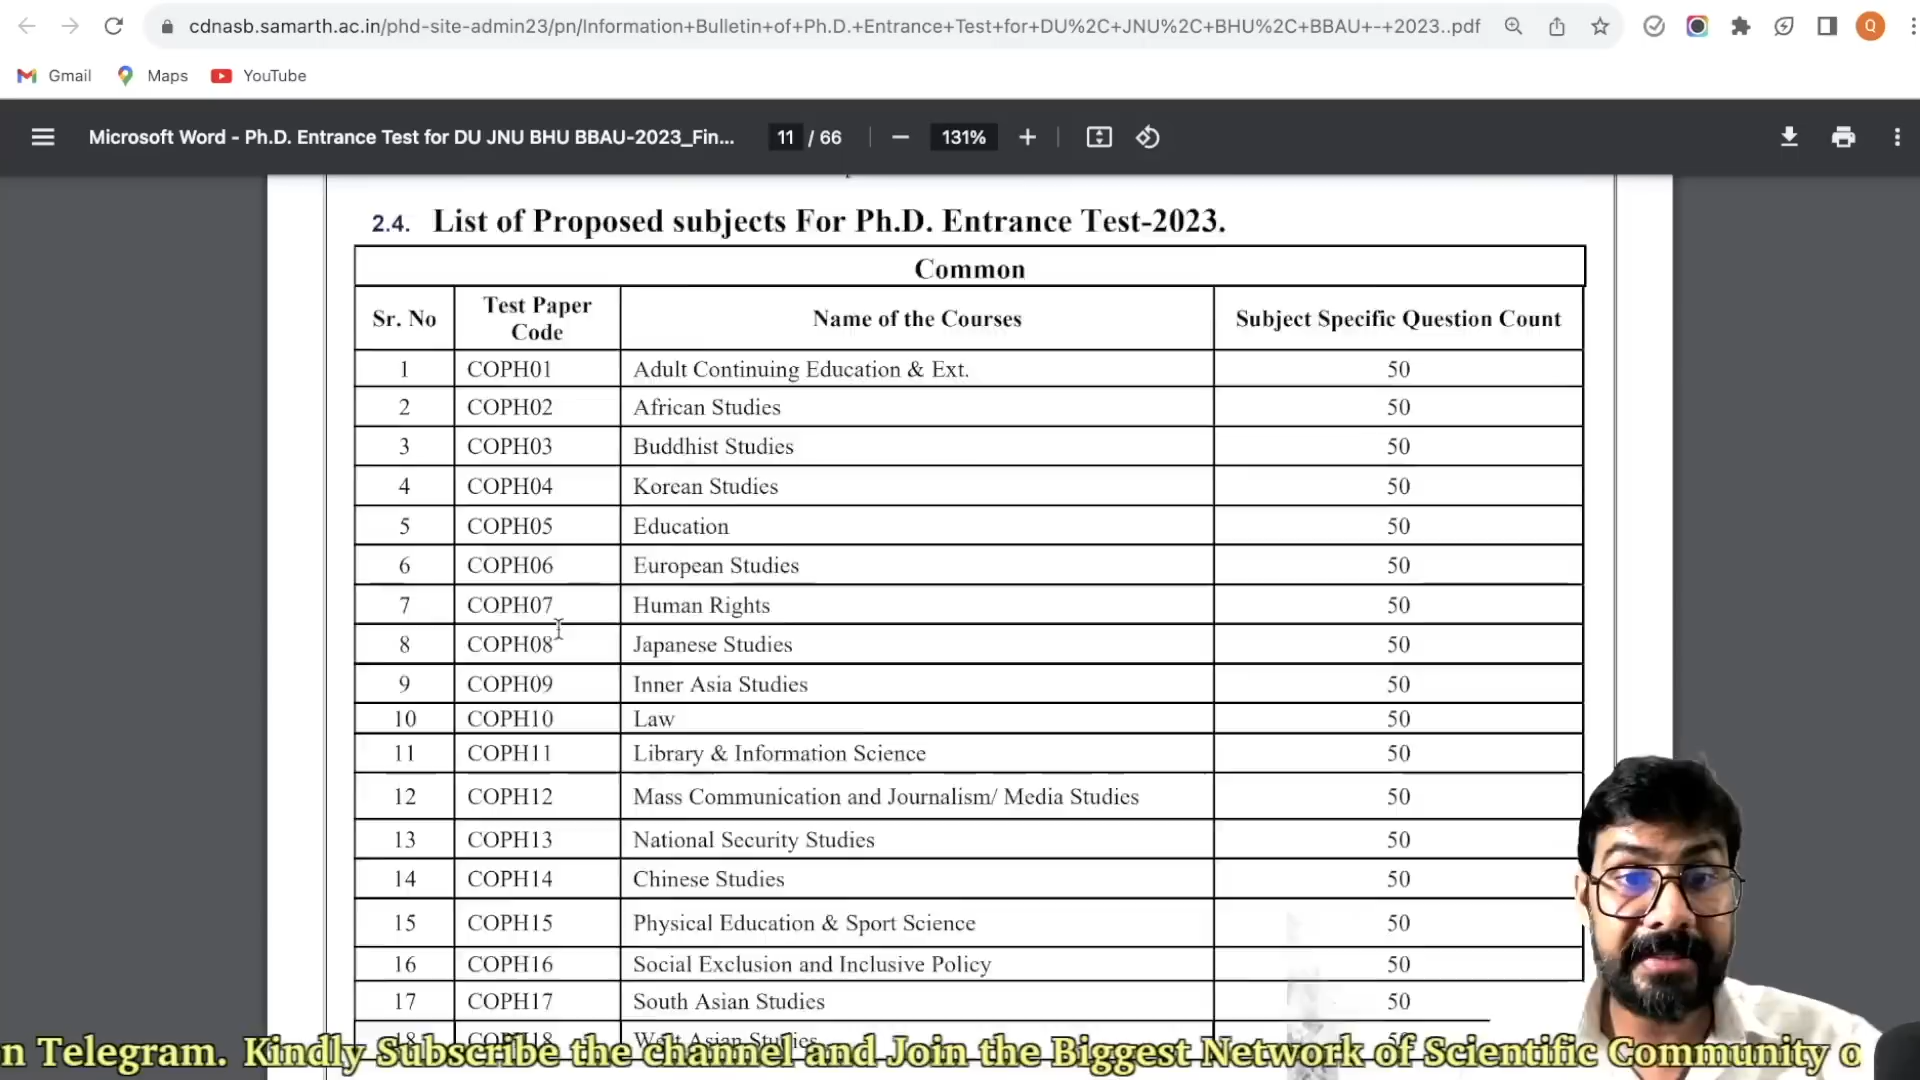 cdnasb.samarth.ac.in/phd-site-admin23/pn/Information+Bulletin+of+Ph.D.+Entrance+Test+for+DU%2C+JNU%2C+BHU%2C+BBAU+-+2023..pdf
Q
Gmail Maps YouTube
Microsoft Word - Ph.D. Entrance Test for DU JNU BHU BBAU-2023_Fin... 11 / 66 — 131% +
2.4. List of Proposed subjects For Ph.D. Entrance Test-2023.
Common
Sr. No Test Paper Code Name of the Courses Subject Specific Question Count
1 COPH01 Adult Continuing Education & Ext. 50
2 COPH02 African Studies 50
3 COPH03 Buddhist Studies 50
4 COPH04 Korean Studies 50
5 COPH05 Education 50
6 COPH06 European Studies 50
7 COPH07 Human Rights 50
8 COPH08 Japanese Studies 50
9 COPH09 Inner Asia Studies 50
10 COPH10 Law 50
11 COPH11 Library & Information Science 50
12 COPH12 Mass Communication and Journalism/ Media Studies 50
13 COPH13 National Security Studies 50
14 COPH14 Chinese Studies 50
15 COPH15 Physical Education & Sport Science 50
16 COPH16 Social Exclusion and Inclusive Policy 50
17 COPH17 South Asian Studies 50
18 COPH18 West Asian Studies 50
n Telegram. Kindly Subscribe the channel and Join the Biggest Network of Scientific Community o